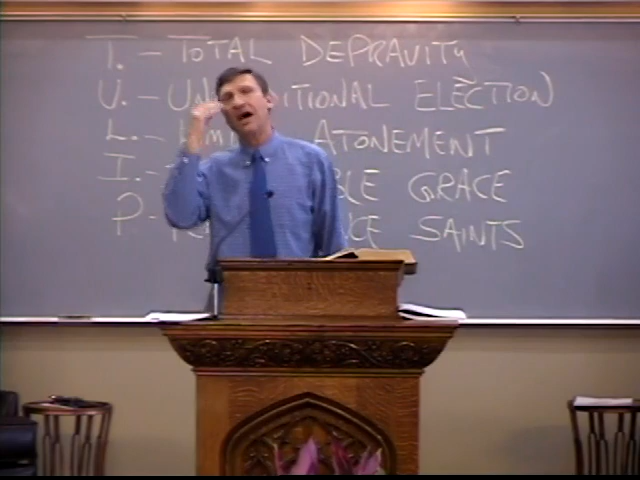 T. - TOTAL DEPRAVITY
U. - ELECTION
L. - ATONEMENT
I. - GRACE
P - SAINTS